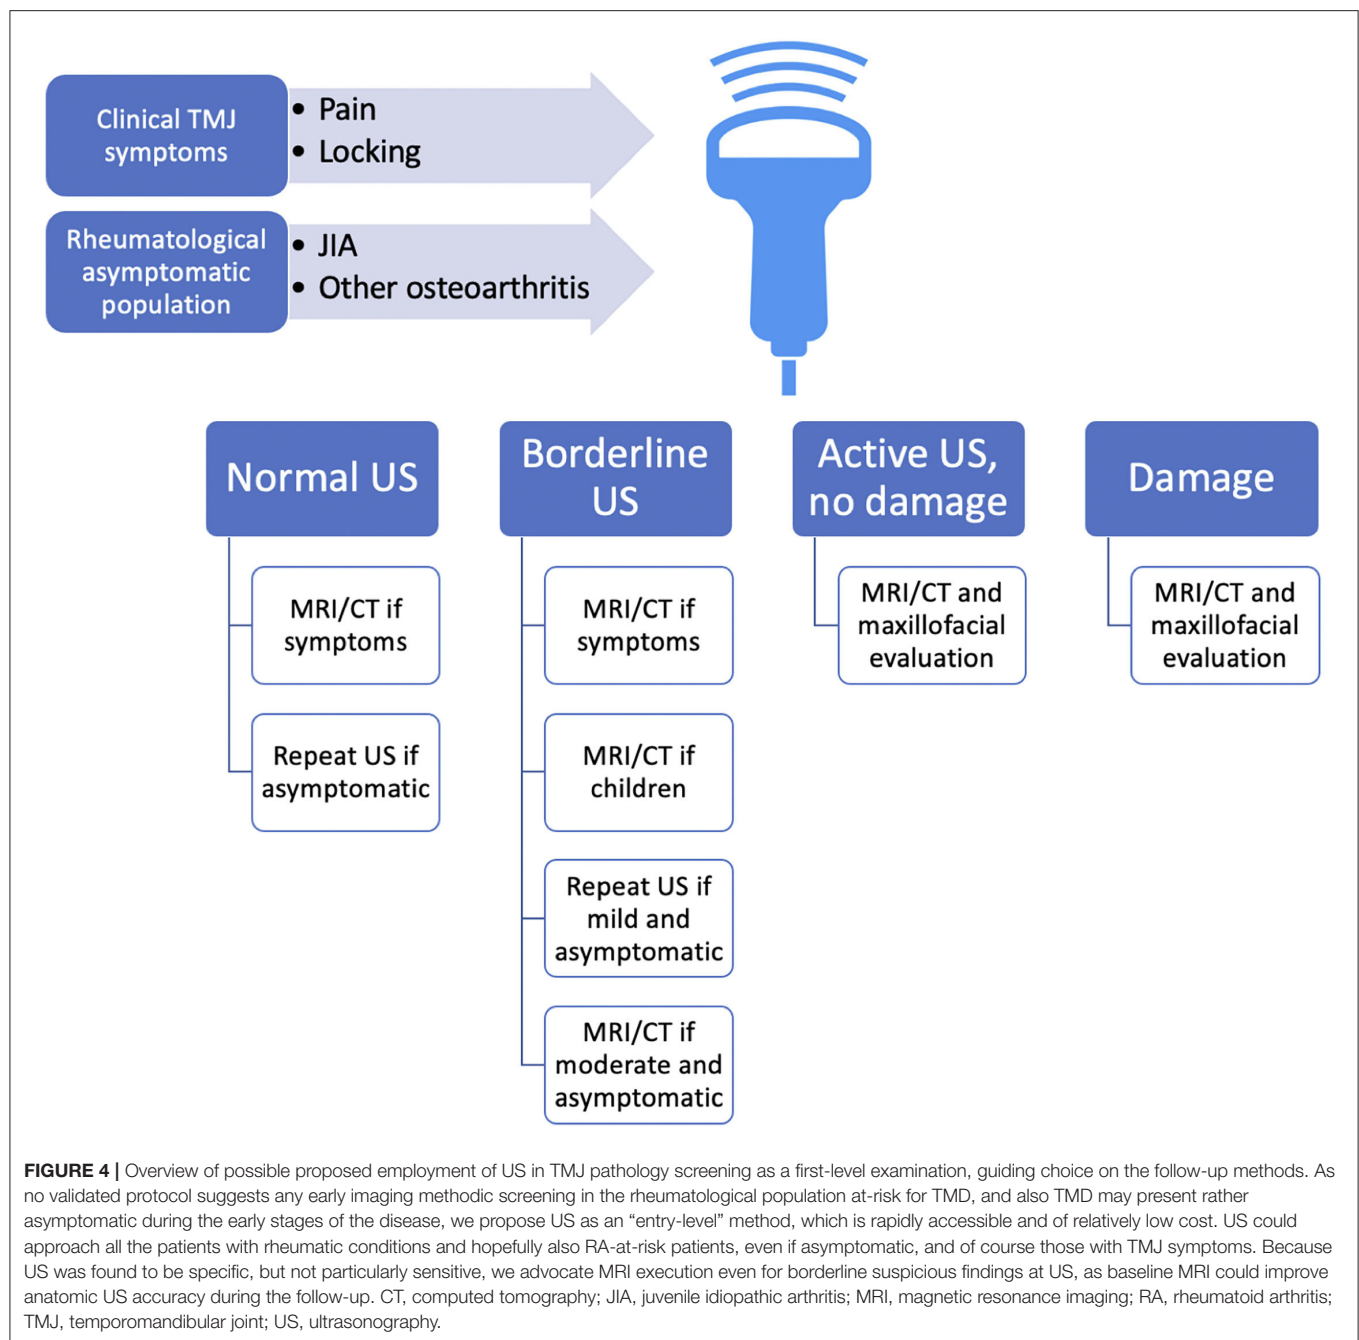 Clinical TMJ
symptoms
• Pain
• Locking
Rheumatological
asymptomatic
population
• JIA
• Other osteoarthritis
Normal US
MRI/CT if
symptoms
Repeat US if
asymptomatic
Borderline
US
MRI/CT if
symptoms
MRI/CT if
children
Repeat US if
mild and
asymptomatic
MRI/CT if
moderate and
asymptomatic
Active US,
no damage
MRI/CT and
maxillofacial
evaluation
Damage
MRI/CT and
maxillofacial
evaluation
FIGURE 4 | Overview of possible proposed employment of US in TMJ pathology screening as a first-level examination, guiding choice on the follow-up methods. As
no validated protocol suggests any early imaging methodic screening in the rheumatological population at-risk for TMD, and also TMD may present rather
asymptomatic during the early stages of the disease, we propose US as an “entry-level” method, which is rapidly accessible and of relatively low cost. US could
approach all the patients with rheumatic conditions and hopefully also RA-at-risk patients, even if asymptomatic, and of course those with TMJ symptoms. Because
US was found to be specific, but not particularly sensitive, we advocate MRI execution even for borderline suspicious findings at US, as baseline MRI could improve
anatomic US accuracy during the follow-up. CT, computed tomography; JIA, juvenile idiopathic arthritis; MRI, magnetic resonance imaging; RA, rheumatoid arthritis;
TMJ, temporomandibular joint; US, ultrasonography.